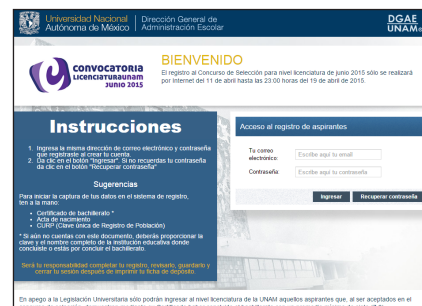 Universidad Nacional
Autónoma de México
Dirección General de
Administración Escolar
DGAE
UNAM
CONVOCATORIA
LICENCIATURAUNAM
JUNIO 2015
BIENVENIDO
El registro al Concurso de Selección para nivel licenciatura de junio 2015 sólo se realizará
por Internet del 11 de abril hasta las 23:00 horas del 19 de abril de 2015.
Instrucciones
1. Ingresa la misma dirección de correo electrónico y contraseña
que registraste al crear tu cuenta.
2. Da clic en el botón "Ingresar". Si no recuerdas tu contraseña
da clic en el botón "Recuperar contraseña"
Sugerencias
Para iniciar la captura de tus datos en el sistema de registro,
ten a la mano:
• Certificado de bachillerato *
• Acta de nacimiento
• CURP (Clave única de Registro de Población)
* Si aún no cuentas con este documento, deberás proporcionar la
clave y el nombre completo de la institución educativa donde
concluiste o estás por concluir el bachillerato.
Será tu responsabilidad completar tu registro, revisarlo, guardarlo y
cerrar tu sesión después de imprimir tu ficha de depósito.
Acceso al registro de aspirantes
Tu correo
electrónico:
Escribe aquí tu email
Contraseña:
Escribe aquí tu contraseña
Ingresar
Recuperar contraseña
En apego a la Legislación Universitaria sólo podrán ingresar al nivel licenciatura de la UNAM aquellos aspirantes que, al ser aceptados en el